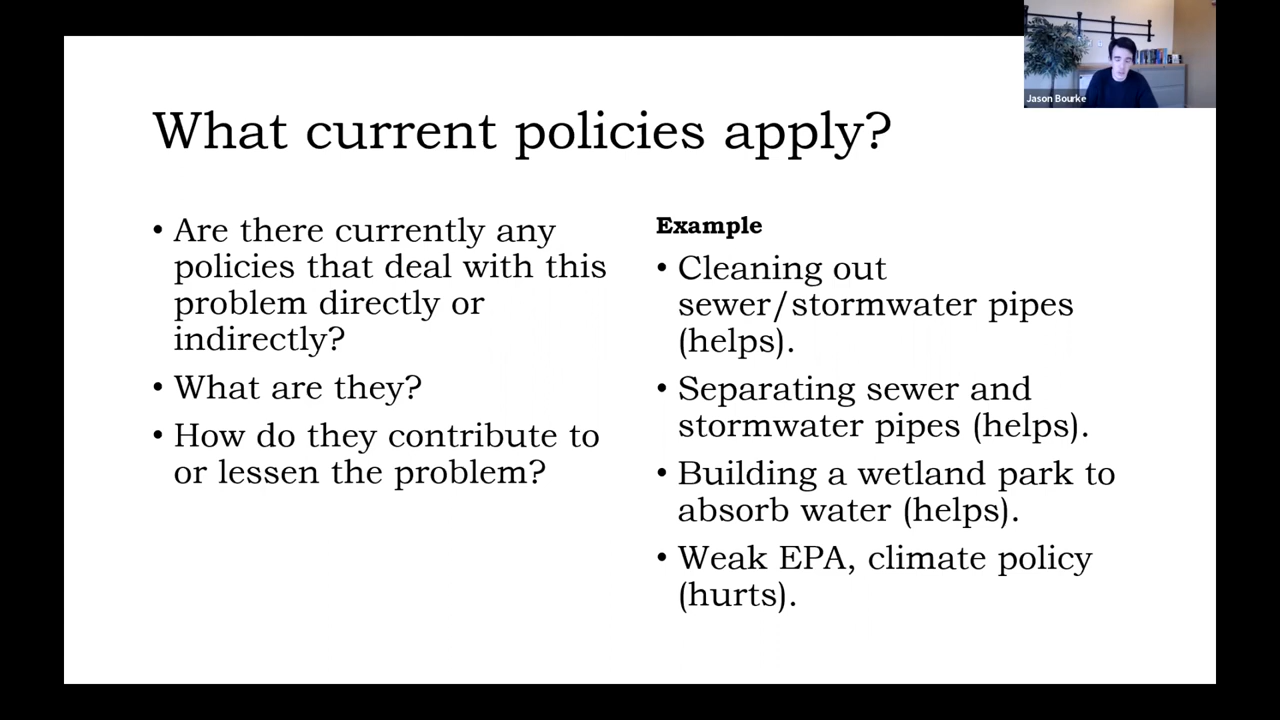 Jason Bourke
What current policies apply?
• Are there currently any
policies that deal with this
problem directly or
indirectly?
• What are they?
• How do they contribute to
or lessen the problem?
Example
• Cleaning out
sewer/stormwater pipes
(helps).
• Separating sewer and
stormwater pipes (helps).
• Building a wetland park to
absorb water (helps).
• Weak EPA, climate policy
(hurts).